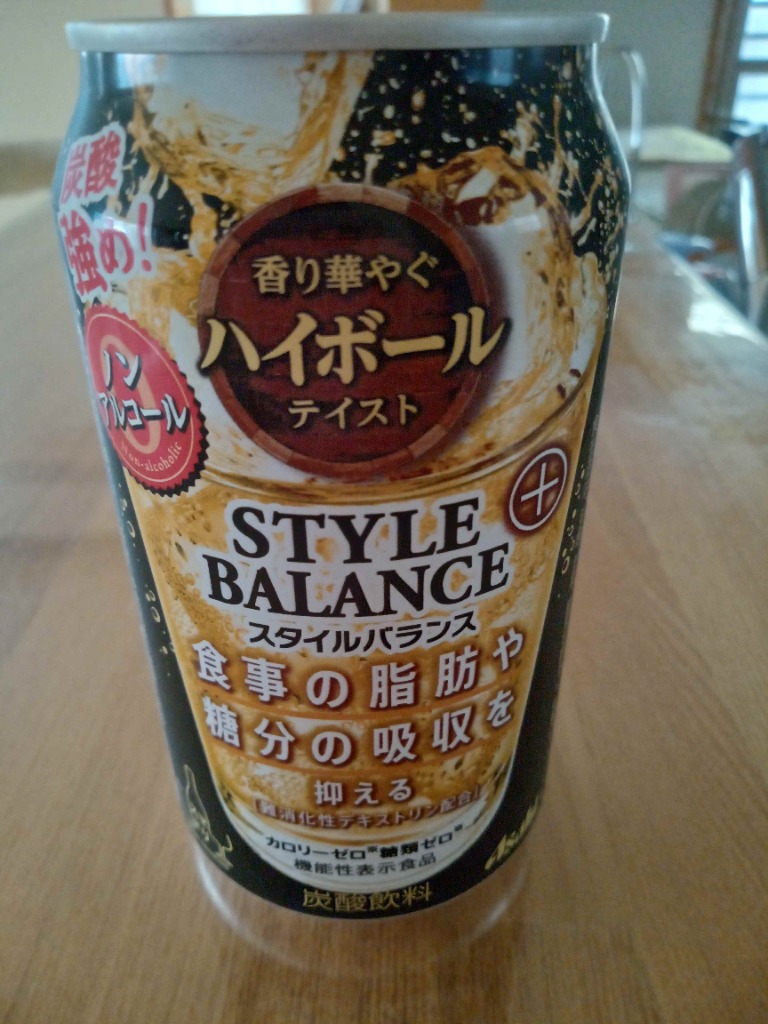 炭酸
強め!
香り華やぐ
ハイボール
テイスト
ノン
アルコール
0
Non-alcoholic
＋
STYLE
BALANCE
スタイルバランス
食事の脂肪や
糖分の吸収を
抑える
「難消化性デキストリン配合」
カロリーゼロ※糖類ゼロ※
機能性表示食品
Asahi
炭酸飲料